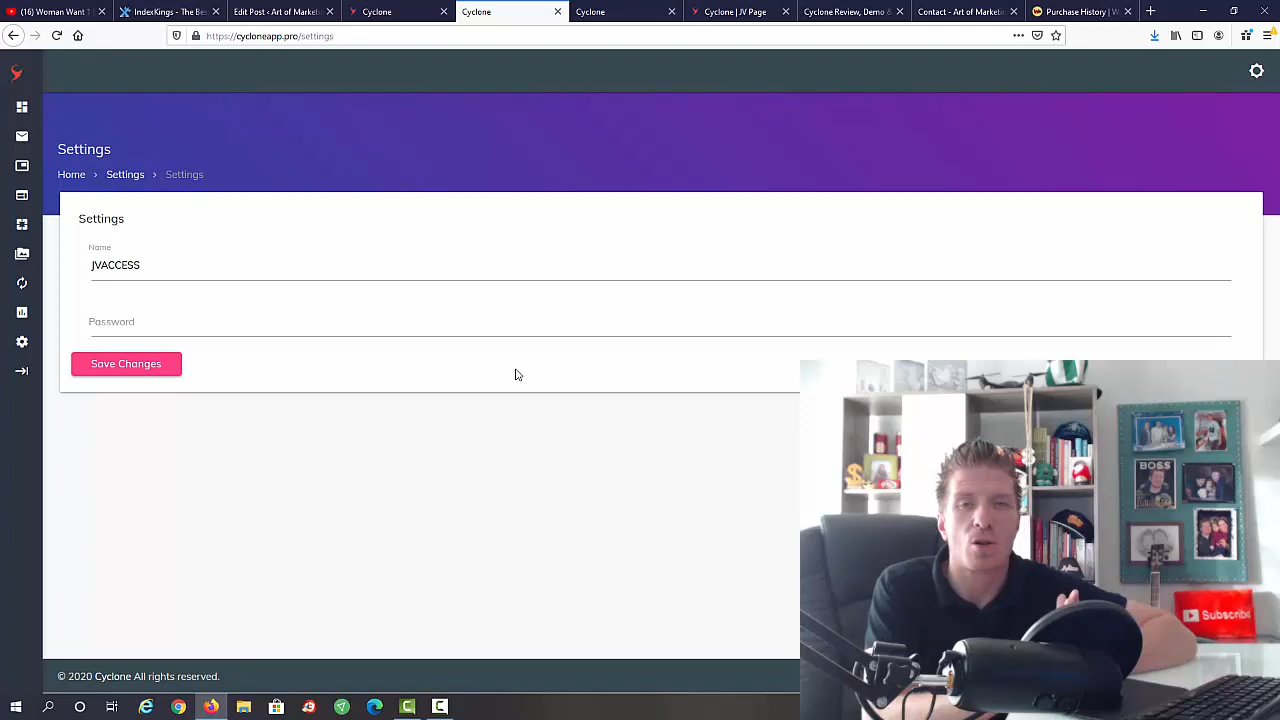 (16) Woman Want T
IndexKings - The Be
Edit Post ‹ Art of Market
Cyclone
Cyclone
Cyclone
Cyclone | JV Page
Cyclone Review, Demo &
Contact – Art of Marketi
Purchase History | W
https://cycloneapp.pro/settings
Settings
Home › Settings › Settings
Settings
Name
JVACCESS
Password
Save Changes
BOSS
Subscribe
© 2020 Cyclone All rights reserved.